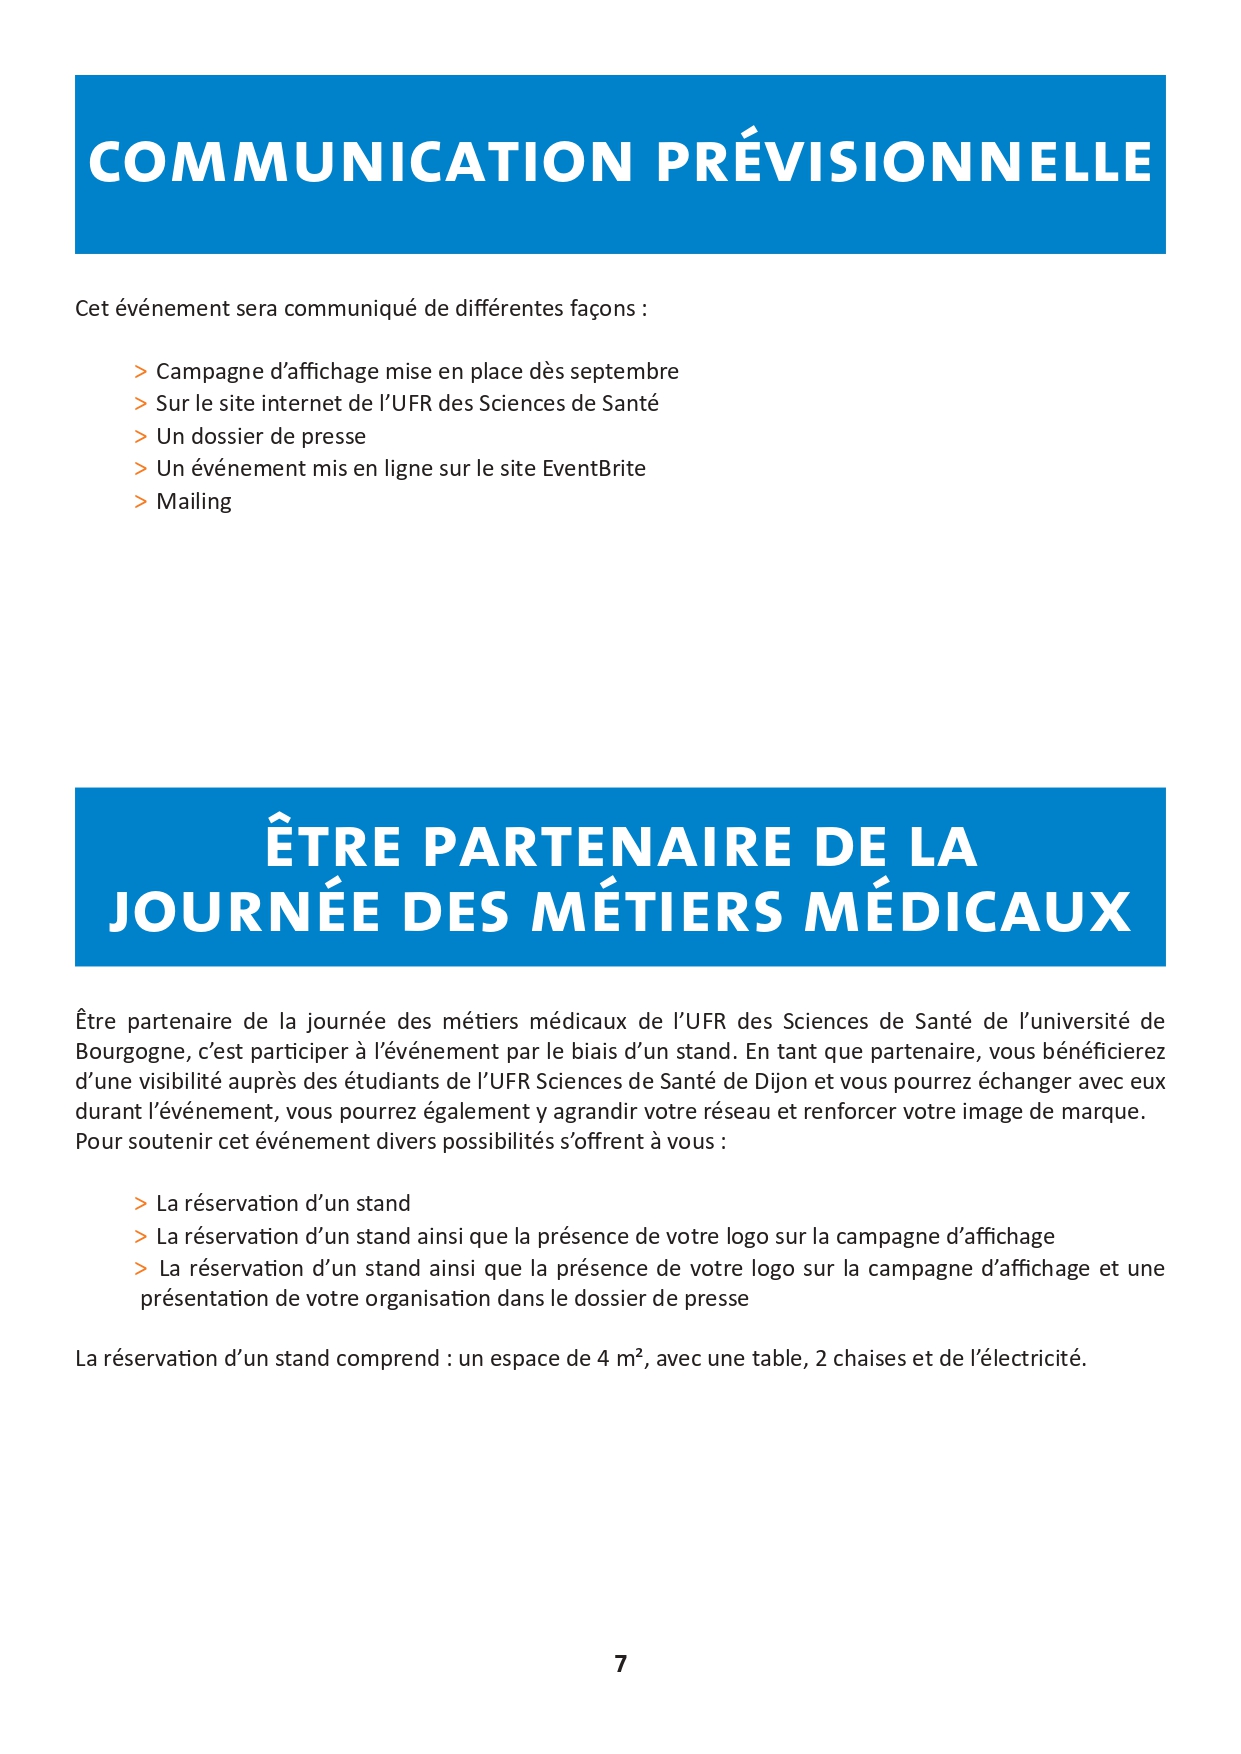 COMMUNICATION PRÉVISIONNELLE
Cet événement sera communiqué de différentes façons :
> Campagne d’affichage mise en place dès septembre
> Sur le site internet de l’UFR des Sciences de Santé
> Un dossier de presse
> Un événement mis en ligne sur le site EventBrite
> Mailing
ÊTRE PARTENAIRE DE LA
JOURNÉE DES MÉTIERS MÉDICAUX
Être partenaire de la journée des métiers médicaux de l’UFR des Sciences de Santé de l’université de
Bourgogne, c’est participer à l’événement par le biais d’un stand. En tant que partenaire, vous bénéficierez
d’une visibilité auprès des étudiants de l’UFR Sciences de Santé de Dijon et vous pourrez échanger avec eux
durant l’événement, vous pourrez également y agrandir votre réseau et renforcer votre image de marque.
Pour soutenir cet événement divers possibilités s’offrent à vous :
> La réservation d’un stand
> La réservation d’un stand ainsi que la présence de votre logo sur la campagne d’affichage
> La réservation d’un stand ainsi que la présence de votre logo sur la campagne d’affichage et une
présentation de votre organisation dans le dossier de presse
La réservation d’un stand comprend : un espace de 4 m², avec une table, 2 chaises et de l’électricité.
7